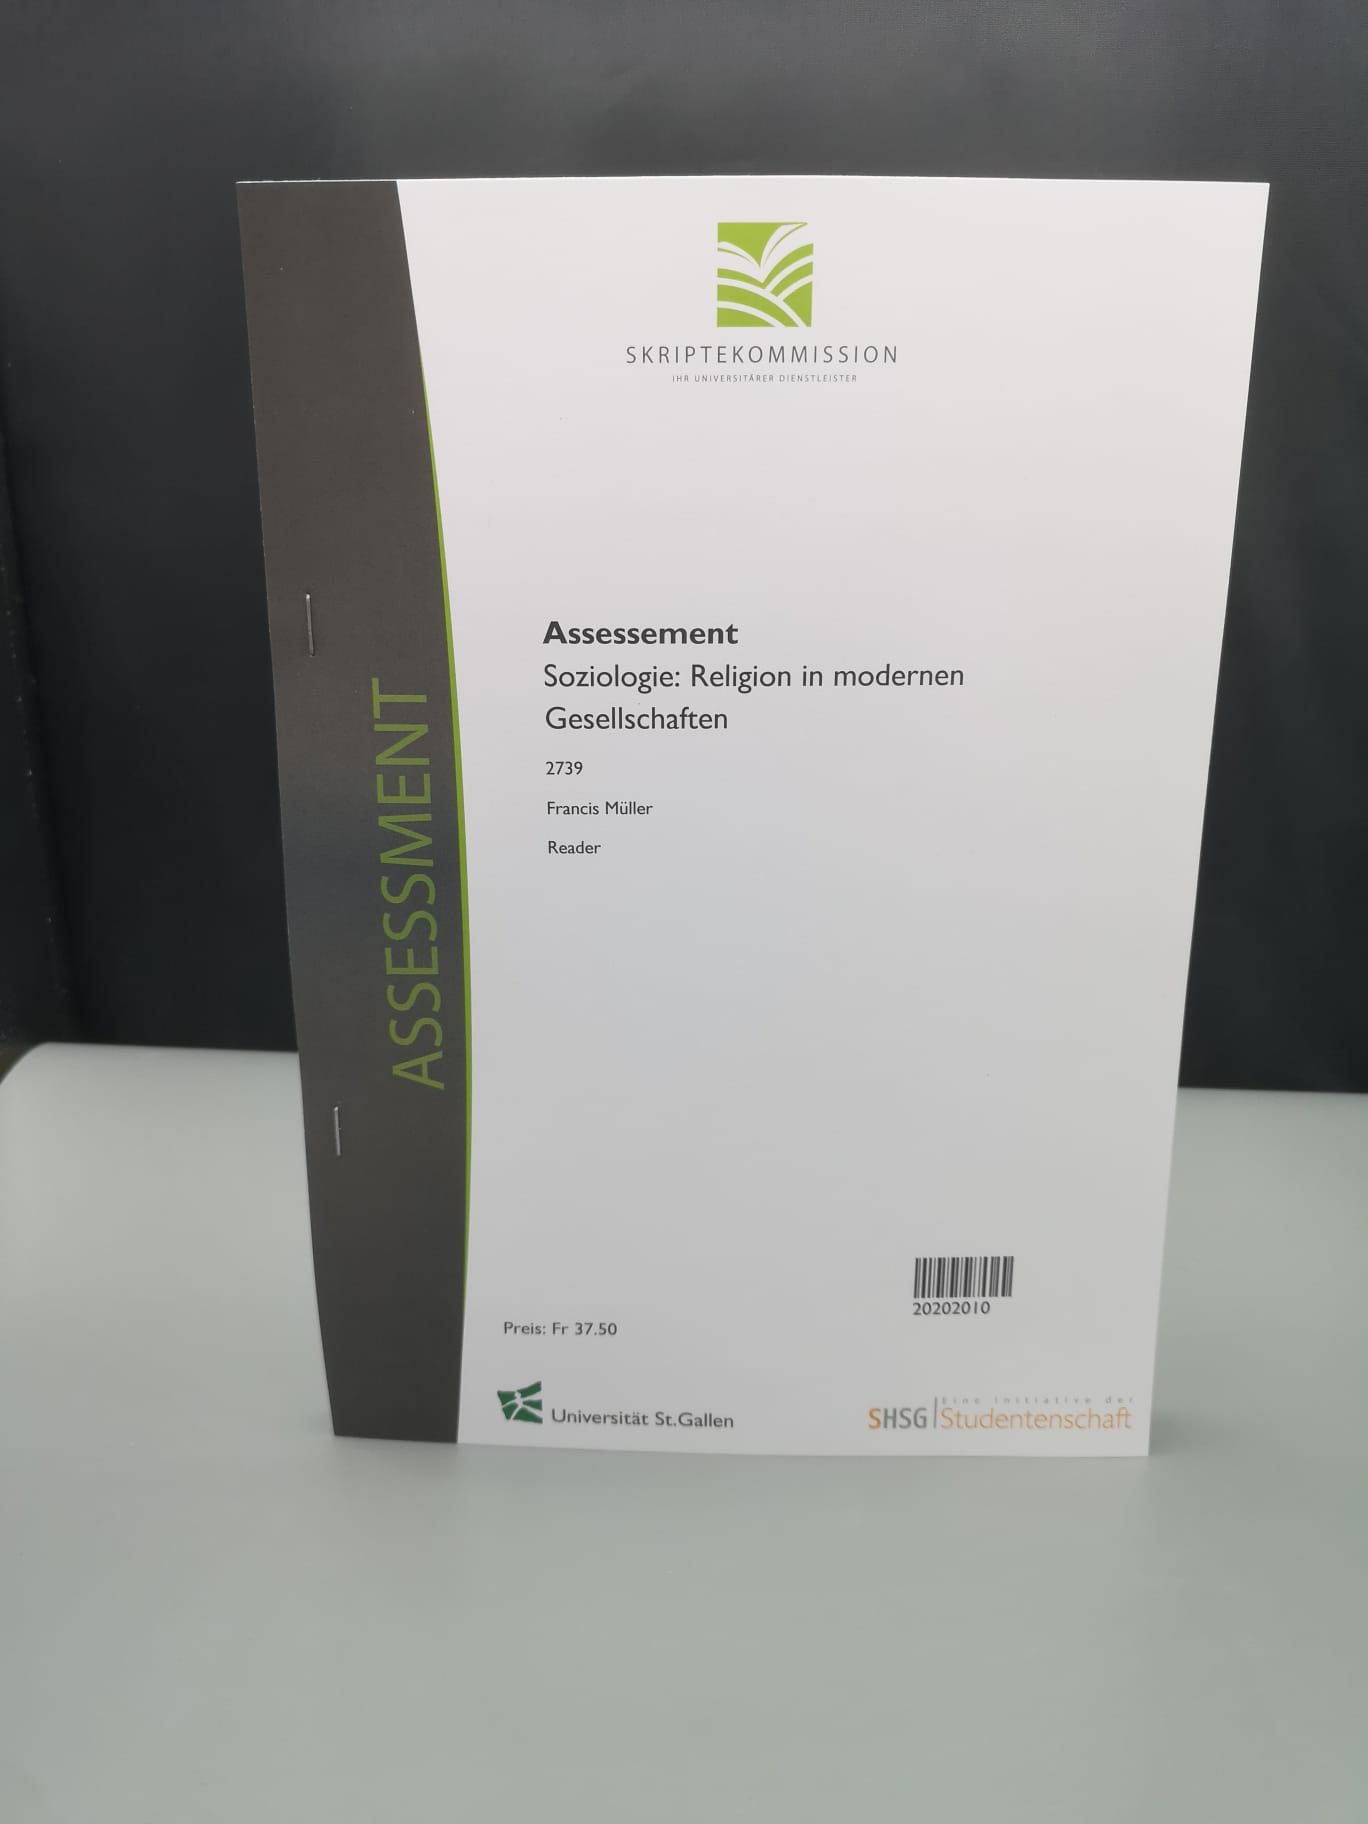 SKRIPTEKOMMISSION
IHR UNIVERSITÄRER DIENSTLEISTER
ASSESSMENT
Assessement
Soziologie: Religion in modernen
Gesellschaften
2739
Francis Müller
Reader
20202010
Preis: Fr 37.50
Universität St.Gallen
Eine Initiative der
SHSG Studentenschaft